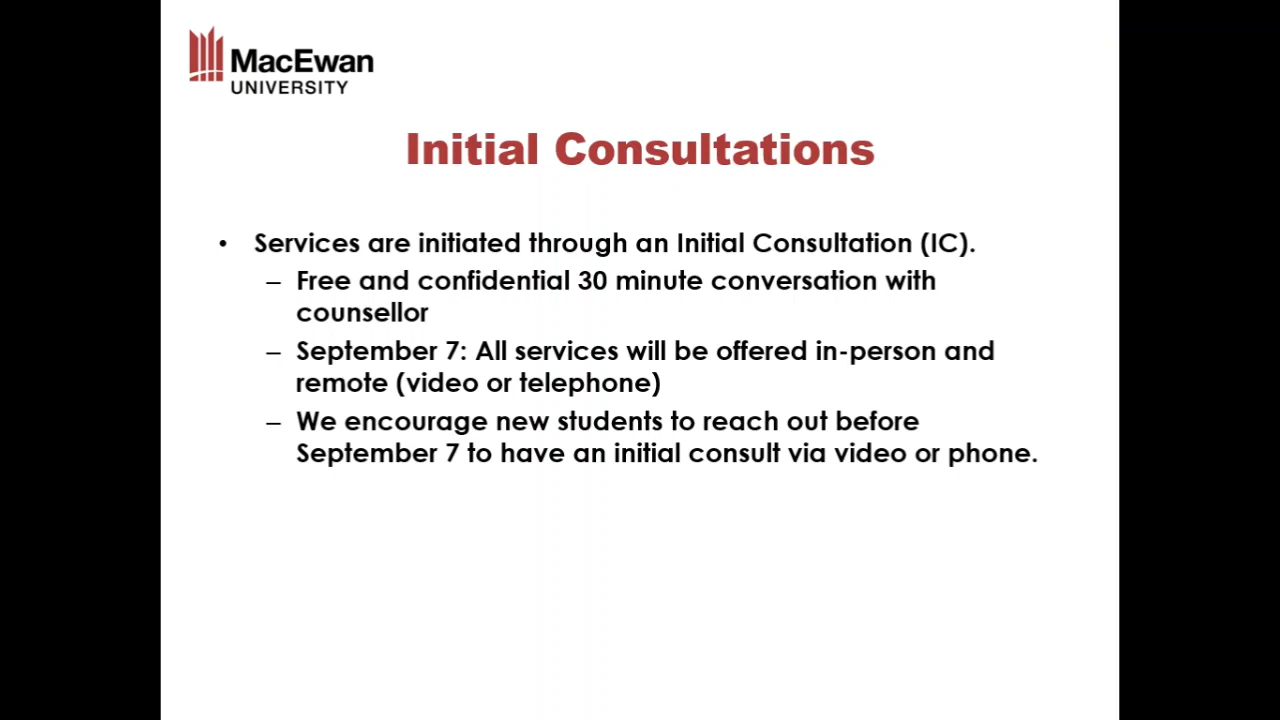 MacEwan
UNIVERSITY
Initial Consultations
• Services are initiated through an Initial Consultation (IC).
– Free and confidential 30 minute conversation with
counsellor
– September 7: All services will be offered in-person and
remote (video or telephone)
– We encourage new students to reach out before
September 7 to have an initial consult via video or phone.